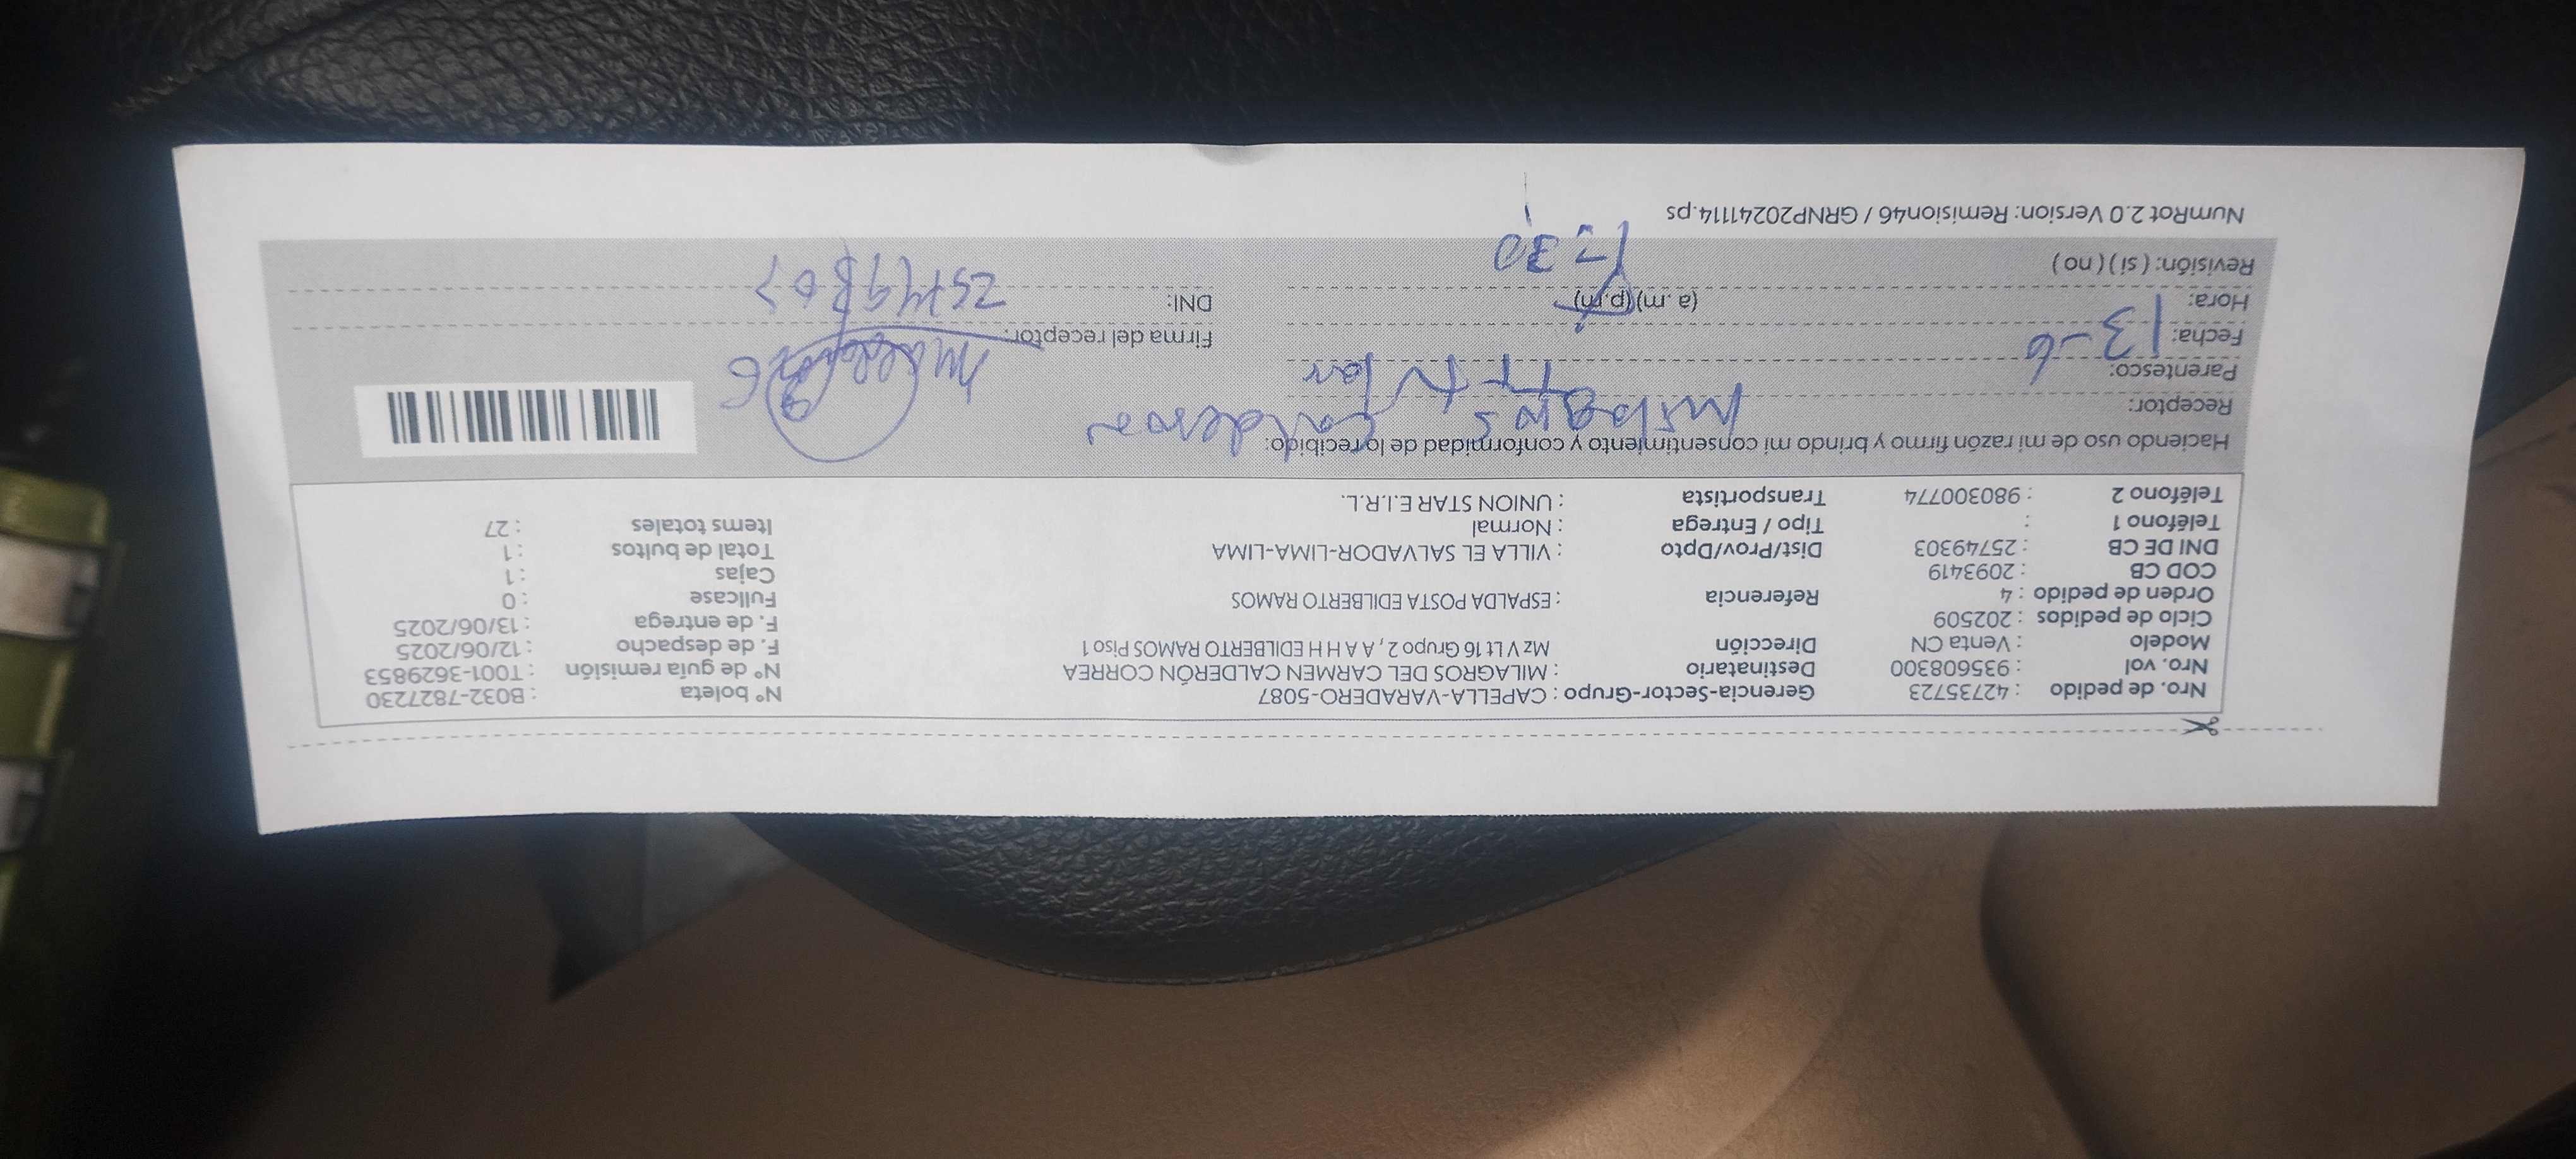 Nro. de pedido : 42735723 Gerencia-Sector-Grupo : CAPELLA-VARADERO-5087 N° boleta : B032-7827230
Nro. vol : 935608300 Destinatario : MILAGROS DEL CARMEN CALDERÓN CORREA N° de guía remisión : T001-3629853
Modelo : Venta CN Dirección MZ V Lt 16 Grupo 2, A A H H EDILBERTO RAMOS Piso 1 F. de despacho : 12/06/2025
Ciclo de pedidos : 202509 F. de entrega : 13/06/2025
Orden de pedido : 4 Referencia : ESPALDA POSTA EDILBERTO RAMOS Fullcase : 0
COD CB : 2093419 Cajas : 1
DNI DE CB : 25749303 Dist/Prov/Dpto : VILLA EL SALVADOR-LIMA-LIMA Total de bultos : 1
Teléfono 1 : Tipo / Entrega : Normal Items totales : 27
Teléfono 2 : 980300774 Transportista : UNION STAR E.I.R.L.
Haciendo uso de mi razón firmo y brindo mi consentimiento y conformidad de lo recibido:
Receptor: Milagros Calderon
Parentesco: Titular
Fecha: 13-6 Firma del receptor:
Hora: (a .m) (p.m) DNI:
Revisión: ( si ) ( no )
NumRot 2.0 Version: Remision46 / GRNP20241114.ps